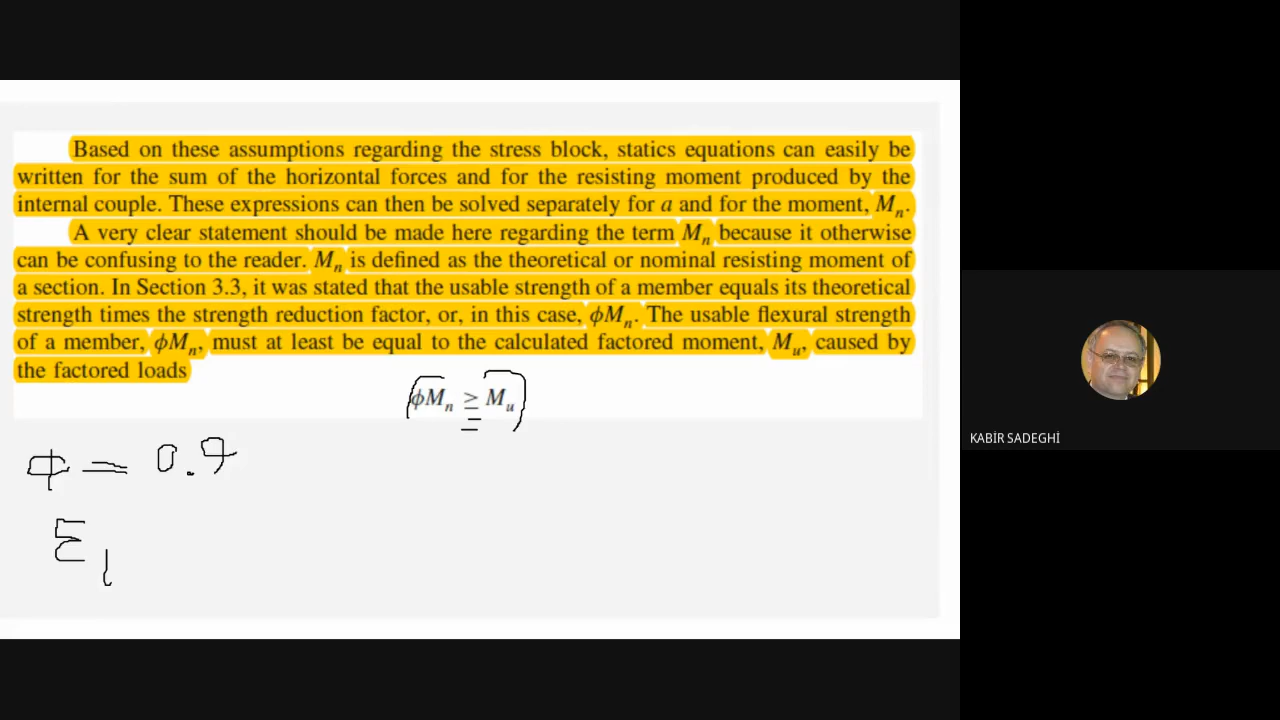 Based on these assumptions regarding the stress block, statics equations can easily be
written for the sum of the horizontal forces and for the resisting moment produced by the
internal couple. These expressions can then be solved separately for a and for the moment, Mₙ.
A very clear statement should be made here regarding the term Mₙ because it otherwise
can be confusing to the reader. Mₙ is defined as the theoretical or nominal resisting moment of
a section. In Section 3.3, it was stated that the usable strength of a member equals its theoretical
strength times the strength reduction factor, or, in this case, ϕMₙ. The usable flexural strength
of a member, ϕMₙ, must at least be equal to the calculated factored moment, Mᵤ, caused by
the factored loads
ϕMₙ ≥ Mᵤ
ϕ = 0.9
KABİR SADEGHİ